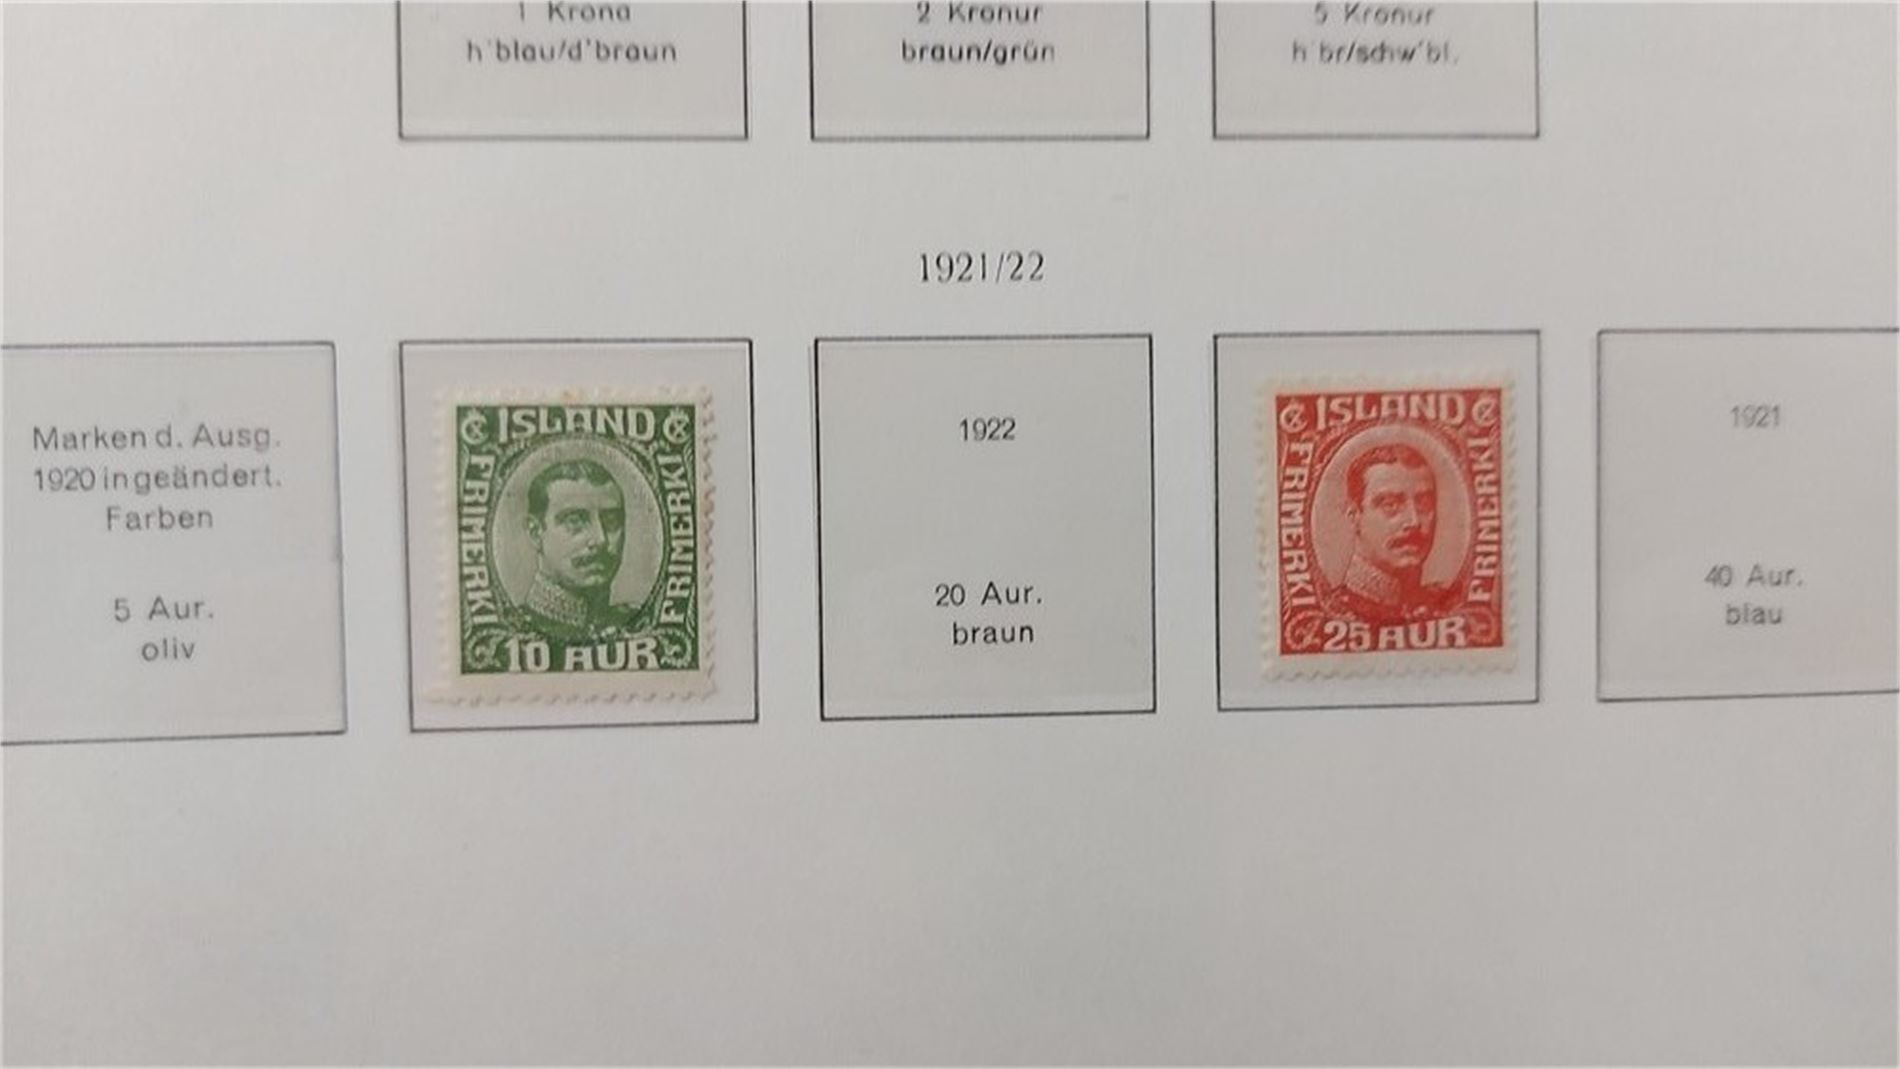 1 Krona
h'blau/d'braun
2 Kronur
braun/grün
5 Kronur
h'br/schw'bl.
1921/22
Marken d. Ausg.
1920 in geändert.
Farben
5 Aur.
oliv
ISLAND
FRIMERKI
FRIMERKI
10 AUR
1922
20 Aur.
braun
ISLAND
FRIMERKI
FRIMERKI
25 AUR
1921
40 Aur.
blau